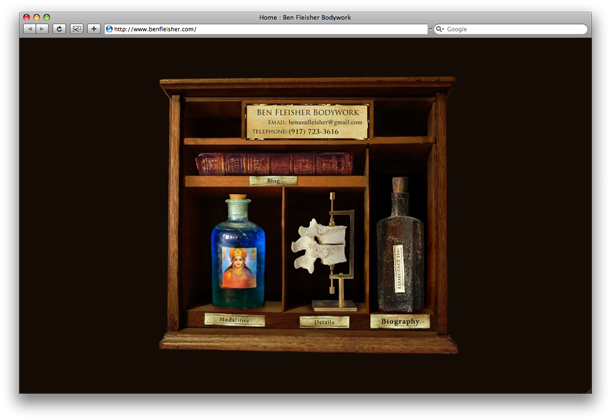 Home : Ben Fleisher Bodywork
http://www.benfleisher.com/
Google
BEN FLEISHER BODYWORK
EMAIL: benasafleisher@gmail.com
TELEPHONE: (917) 723-3616
Blog
Modalities
Details
Biography